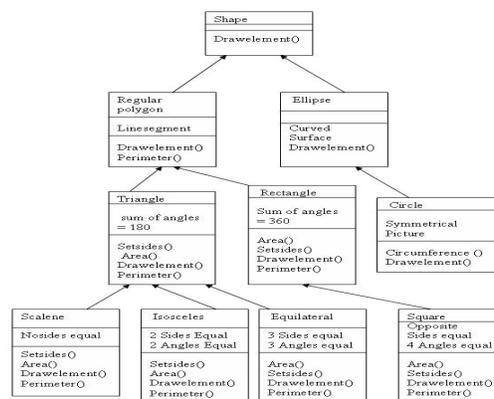 Shape
Drawelement()
Regular
polygon
Linesegment
Drawelement()
Perimeter()
Ellipse
Curved
Surface
Drawelement()
Triangle
sum of angles
= 180
Setsides()
Area()
Drawelement()
Perimeter()
Rectangle
Sum of angles
= 360
Area()
Setsides()
Drawelement()
Perimeter()
Circle
Symmetrical
Picture
Circumference ()
Drawelement()
Scalene
Nosides equal
Setsides()
Area()
Drawelement()
Perimeter()
Isosceles
2 Sides Equal
2 Angles Equal
Setsides()
Area()
Drawelement()
Perimeter()
Equilateral
3 Sides equal
3 Angles equal
Area()
Setsides()
Drawelement()
Perimeter()
Square
Opposite
Sides equal
4 Angles equal
Area()
Setsides()
Drawelement()
Perimeter()